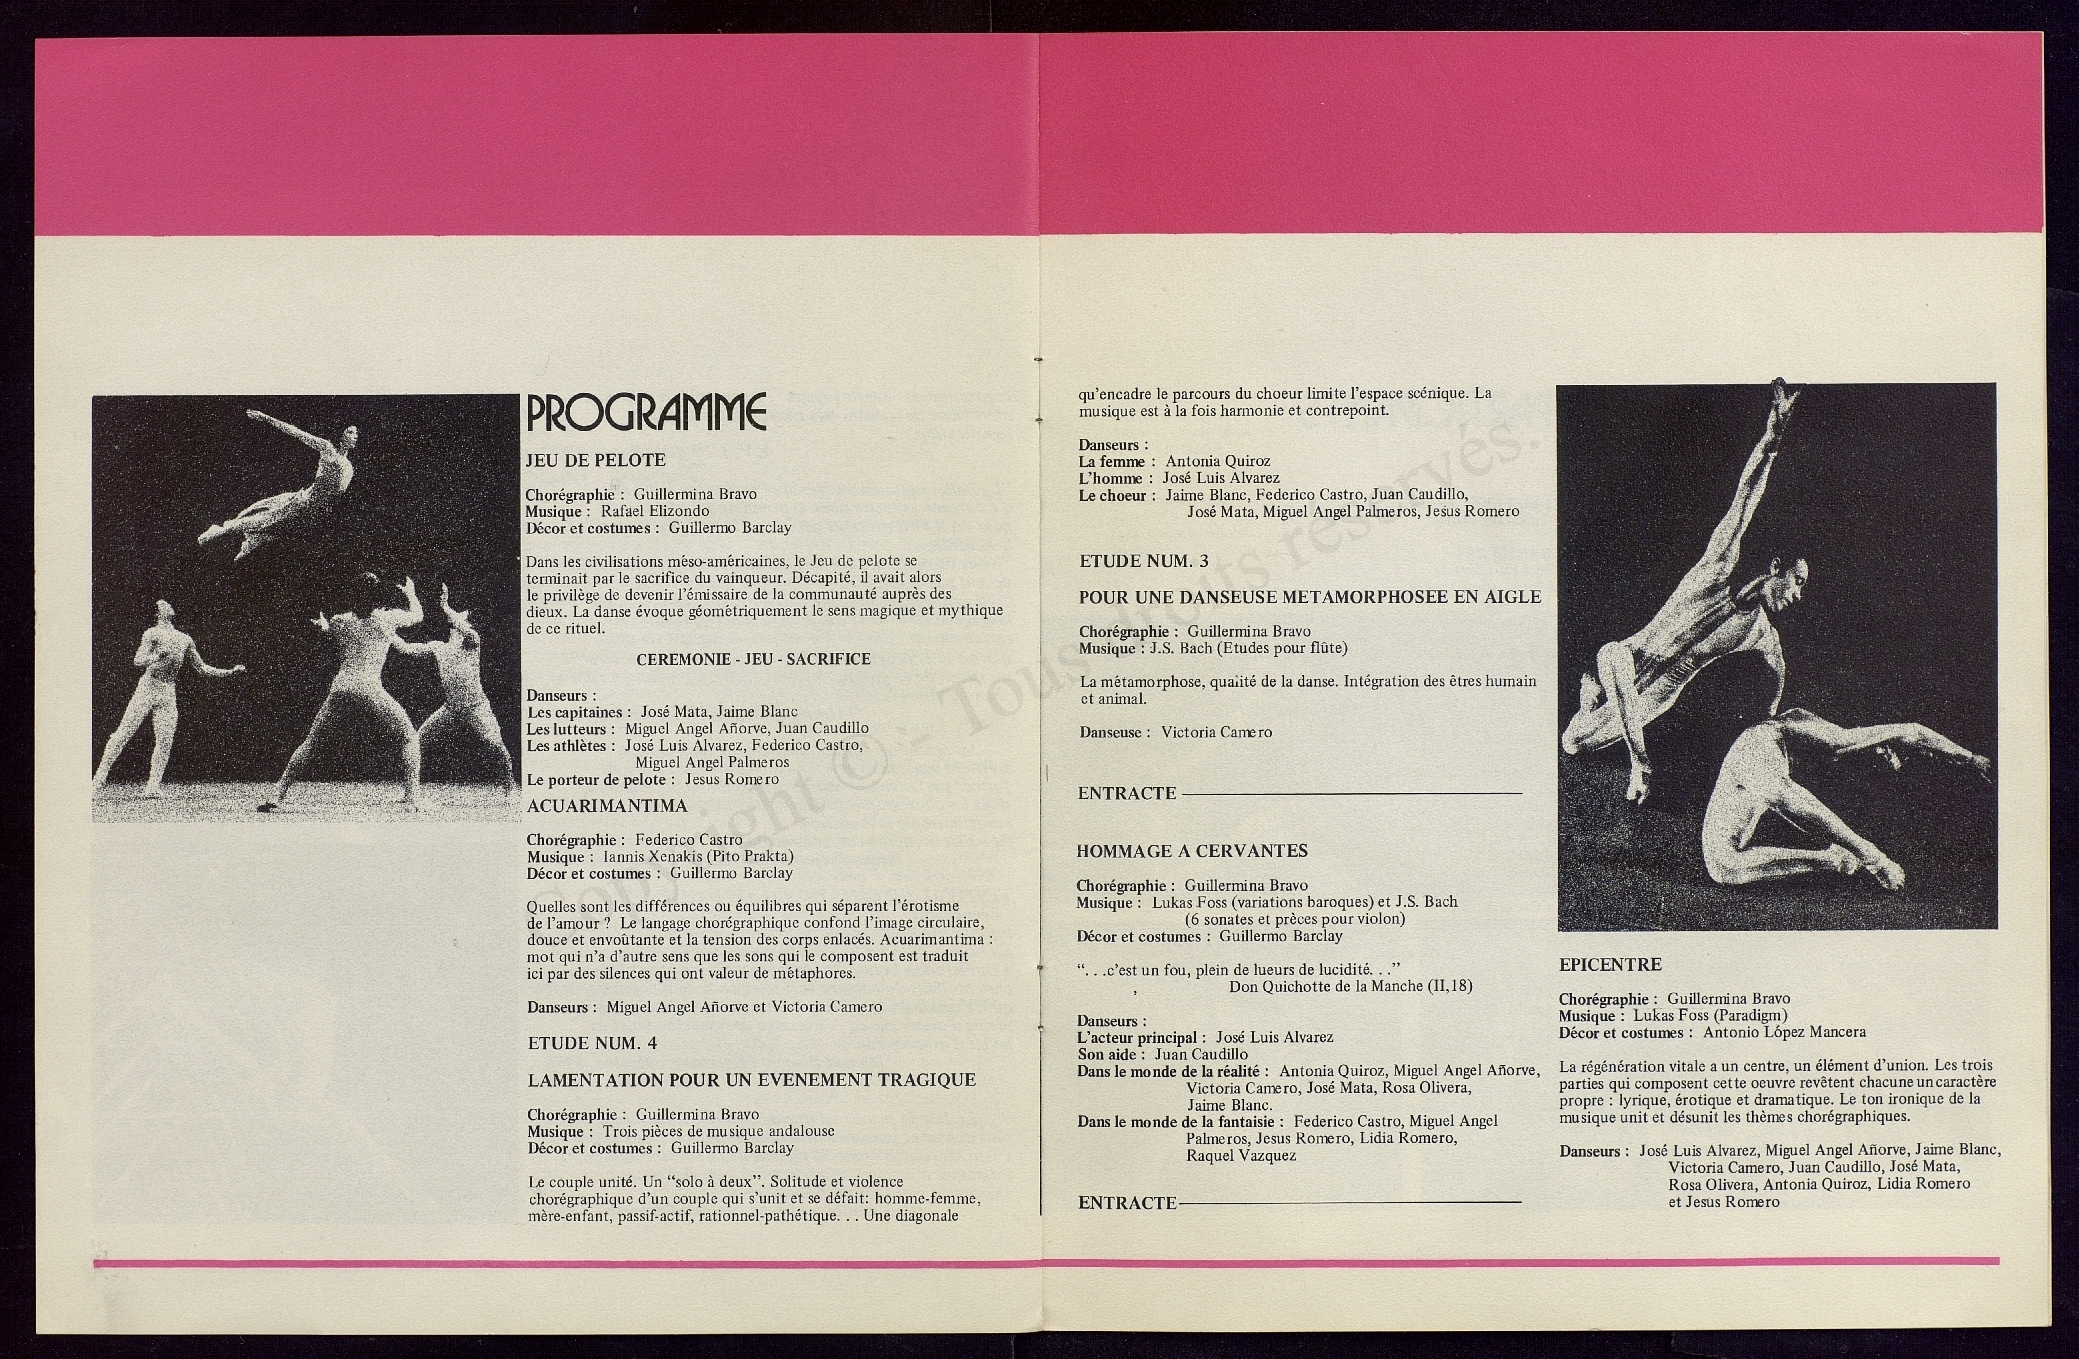 PROGRAMME
JEU DE PELOTE
Chorégraphie : Guillermina Bravo
Musique : Rafael Elizondo
Décor et costumes : Guillermo Barclay
Dans les civilisations méso-américaines, le Jeu de pelote se
terminait par le sacrifice du vainqueur. Décapité, il avait alors
le privilège de devenir l'émissaire de la communauté auprès des
dieux. La danse évoque géométriquement le sens magique et mythique
de ce rituel.
CEREMONIE - JEU - SACRIFICE
Danseurs :
Les capitaines : José Mata, Jaime Blanc
Les lutteurs : Miguel Angel Añorve, Juan Caudillo
Les athlètes : José Luis Alvarez, Federico Castro,
Miguel Angel Palmeros
Le porteur de pelote : Jesus Romero
ACUARIMANTIMA
Chorégraphie : Federico Castro
Musique : Iannis Xenakis (Pito Prakta)
Décor et costumes : Guillermo Barclay
Quelles sont les différences ou équilibres qui séparent l'érotisme
de l'amour ? Le langage chorégraphique confond l'image circulaire,
douce et envoûtante et la tension des corps enlacés. Acuarimantima :
mot qui n'a d'autre sens que les sons qui le composent est traduit
ici par des silences qui ont valeur de métaphores.
Danseurs : Miguel Angel Añorve et Victoria Camero
ETUDE NUM. 4
LAMENTATION POUR UN EVENEMENT TRAGIQUE
Chorégraphie : Guillermina Bravo
Musique : Trois pièces de musique andalouse
Décor et costumes : Guillermo Barclay
Le couple unité. Un "solo à deux". Solitude et violence
chorégraphique d'un couple qui s'unit et se défait: homme-femme,
mère-enfant, passif-actif, rationnel-pathétique. . . Une diagonale
qu'encadre le parcours du choeur limite l'espace scénique. La
musique est à la fois harmonie et contrepoint.
Danseurs :
La femme : Antonia Quiroz
L'homme : José Luis Alvarez
Le choeur : Jaime Blanc, Federico Castro, Juan Caudillo,
José Mata, Miguel Angel Palmeros, Jesus Romero
ETUDE NUM. 3
POUR UNE DANSEUSE METAMORPHOSEE EN AIGLE
Chorégraphie : Guillermina Bravo
Musique : J.S. Bach (Etudes pour flûte)
La métamorphose, qualité de la danse. Intégration des êtres humain
et animal.
Danseuse : Victoria Camero
ENTRACTE
HOMMAGE A CERVANTES
Chorégraphie : Guillermina Bravo
Musique : Lukas Foss (variations baroques) et J.S. Bach
(6 sonates et prèces pour violon)
Décor et costumes : Guillermo Barclay
". . .c'est un fou, plein de lueurs de lucidité. . ."
Don Quichotte de la Manche (II,18)
Danseurs :
L'acteur principal : José Luis Alvarez
Son aide : Juan Caudillo
Dans le monde de la réalité : Antonia Quiroz, Miguel Angel Añorve,
Victoria Camero, José Mata, Rosa Olivera,
Jaime Blanc.
Dans le monde de la fantaisie : Federico Castro, Miguel Angel
Palmeros, Jesus Romero, Lidia Romero,
Raquel Vazquez
ENTRACTE
EPICENTRE
Chorégraphie : Guillermina Bravo
Musique : Lukas Foss (Paradigm)
Décor et costumes : Antonio López Mancera
La régénération vitale a un centre, un élément d'union. Les trois
parties qui composent cette oeuvre revêtent chacune un caractère
propre : lyrique, érotique et dramatique. Le ton ironique de la
musique unit et désunit les thèmes chorégraphiques.
Danseurs : José Luis Alvarez, Miguel Angel Añorve, Jaime Blanc,
Victoria Camero, Juan Caudillo, José Mata,
Rosa Olivera, Antonia Quiroz, Lidia Romero
et Jesus Romero
Copyright © - Tous droits réservés.